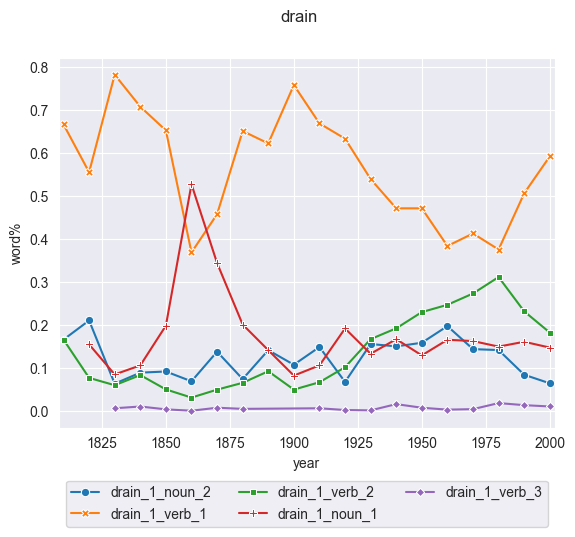 drain
0.8
0.7
0.6
0.5
0.4
0.3
0.2
0.1
0.0
word%
1825 1850 1875 1900 1925 1950 1975 2000
year
drain_1_noun_2 drain_1_verb_2 drain_1_verb_3
drain_1_verb_1 drain_1_noun_1